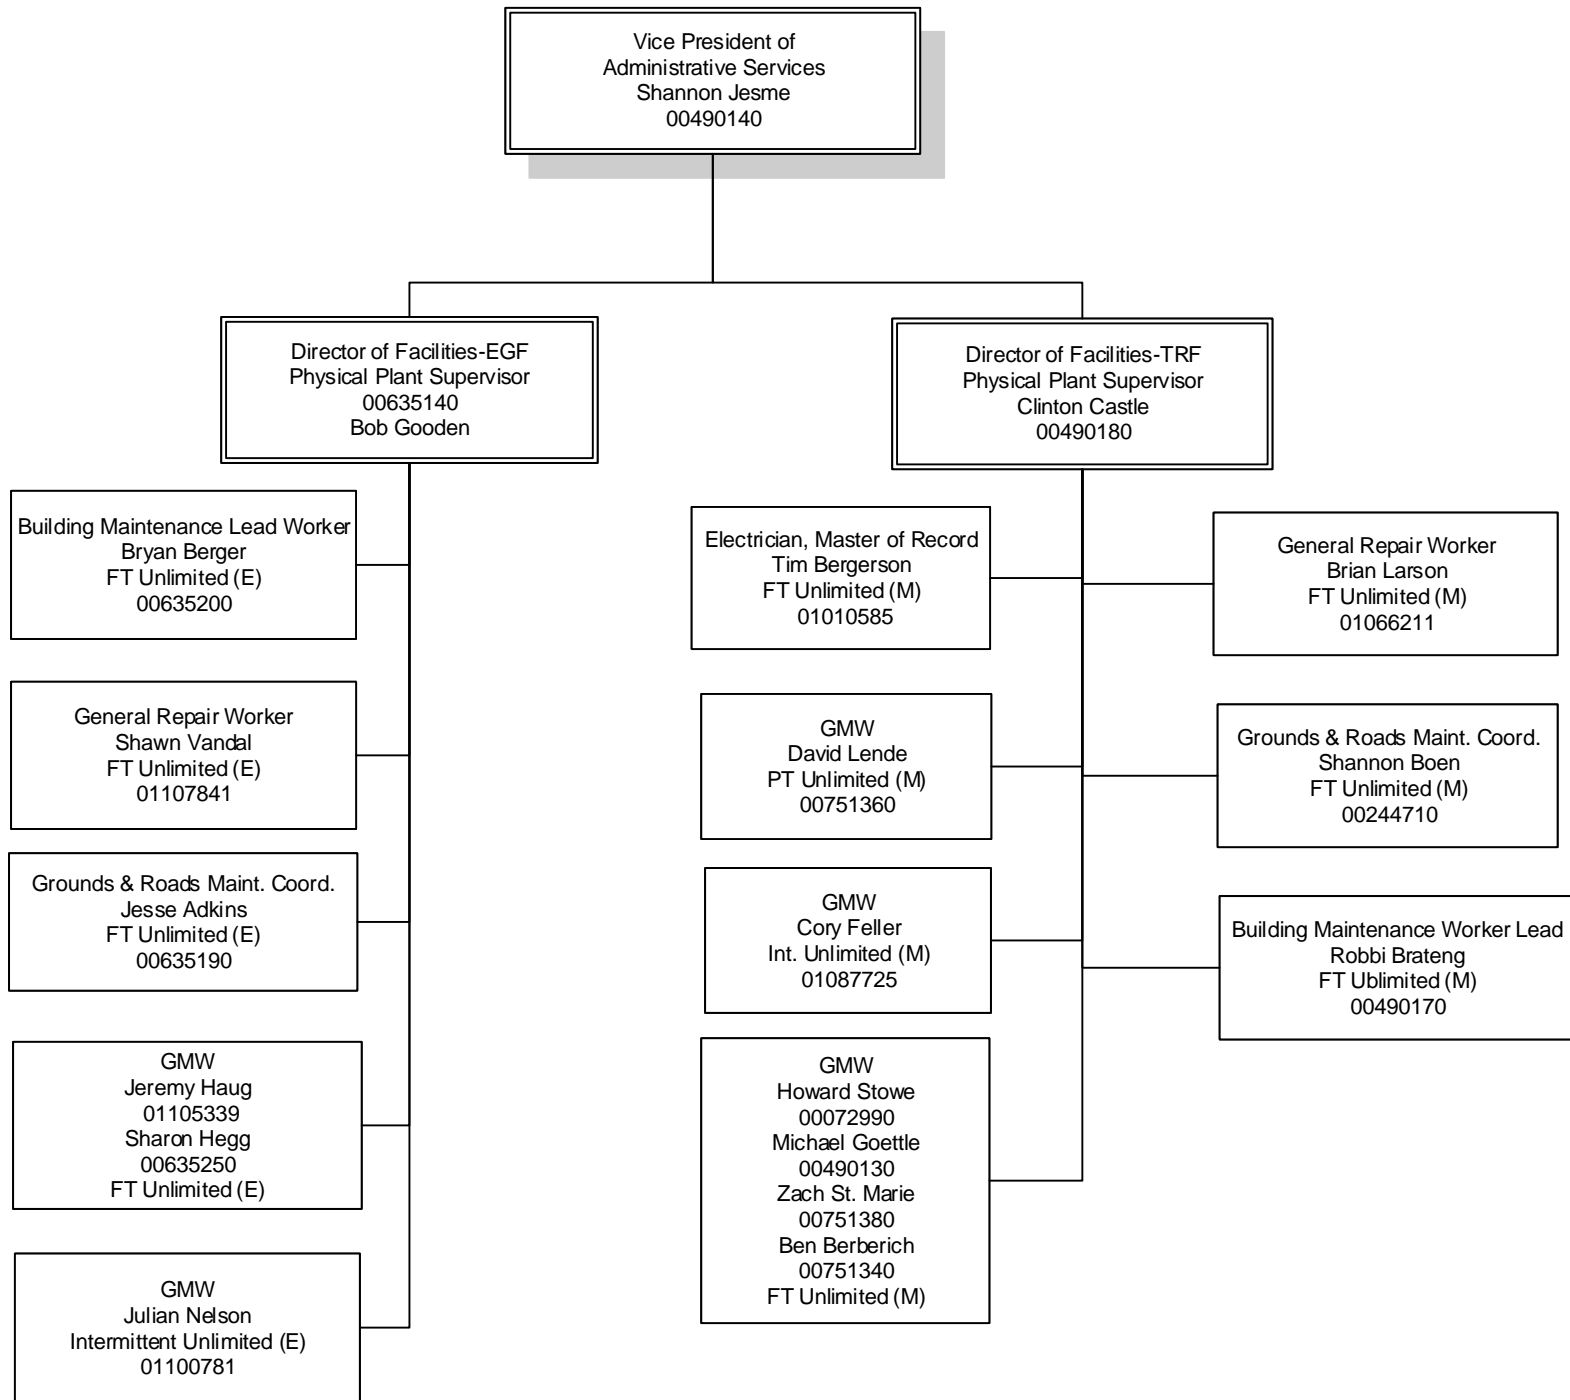 Vice President of
Administrative Services
Shannon Jesme
00490140
Director of Facilities-EGF
Physical Plant Supervisor
00635140
Bob Gooden
Director of Facilities-TRF
Physical Plant Supervisor
Clinton Castle
00490180
Building Maintenance Lead Worker
Bryan Berger
FT Unlimited (E)
00635200
General Repair Worker
Shawn Vandal
FT Unlimited (E)
01107841
Grounds & Roads Maint. Coord.
Jesse Adkins
FT Unlimited (E)
00635190
GMW
Jeremy Haug
01105339
Sharon Hegg
00635250
FT Unlimited (E)
GMW
Julian Nelson
Intermittent Unlimited (E)
01100781
Electrician, Master of Record
Tim Bergerson
FT Unlimited (M)
01010585
GMW
David Lende
PT Unlimited (M)
00751360
GMW
Cory Feller
Int. Unlimited (M)
01087725
GMW
Howard Stowe
00072990
Michael Goettle
00490130
Zach St. Marie
00751380
Ben Berberich
00751340
FT Unlimited (M)
General Repair Worker
Brian Larson
FT Unlimited (M)
01066211
Grounds & Roads Maint. Coord.
Shannon Boen
FT Unlimited (M)
00244710
Building Maintenance Worker Lead
Robbi Brateng
FT Ublimited (M)
00490170